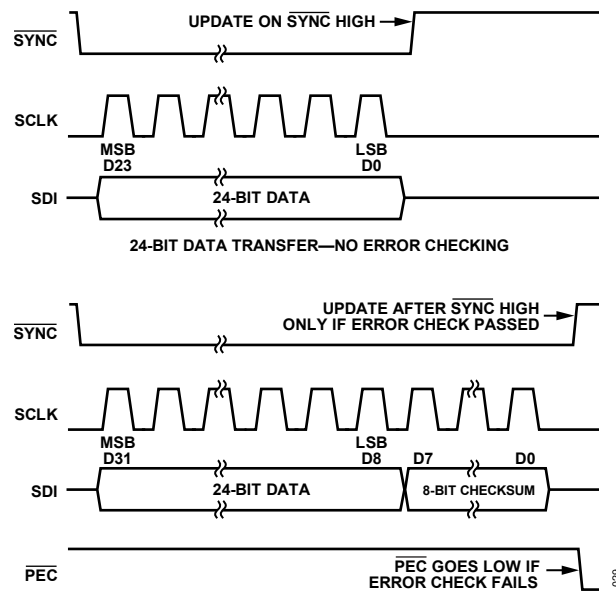 UPDATE ON SYNC HIGH
SYNC
SCLK
MSB
D23
LSB
D0
SDI
24-BIT DATA
24-BIT DATA TRANSFER—NO ERROR CHECKING
UPDATE AFTER SYNC HIGH
ONLY IF ERROR CHECK PASSED
SYNC
SCLK
MSB
D31
LSB
D8
D7
D0
SDI
24-BIT DATA
8-BIT CHECKSUM
PEC
PEC GOES LOW IF
ERROR CHECK FAILS